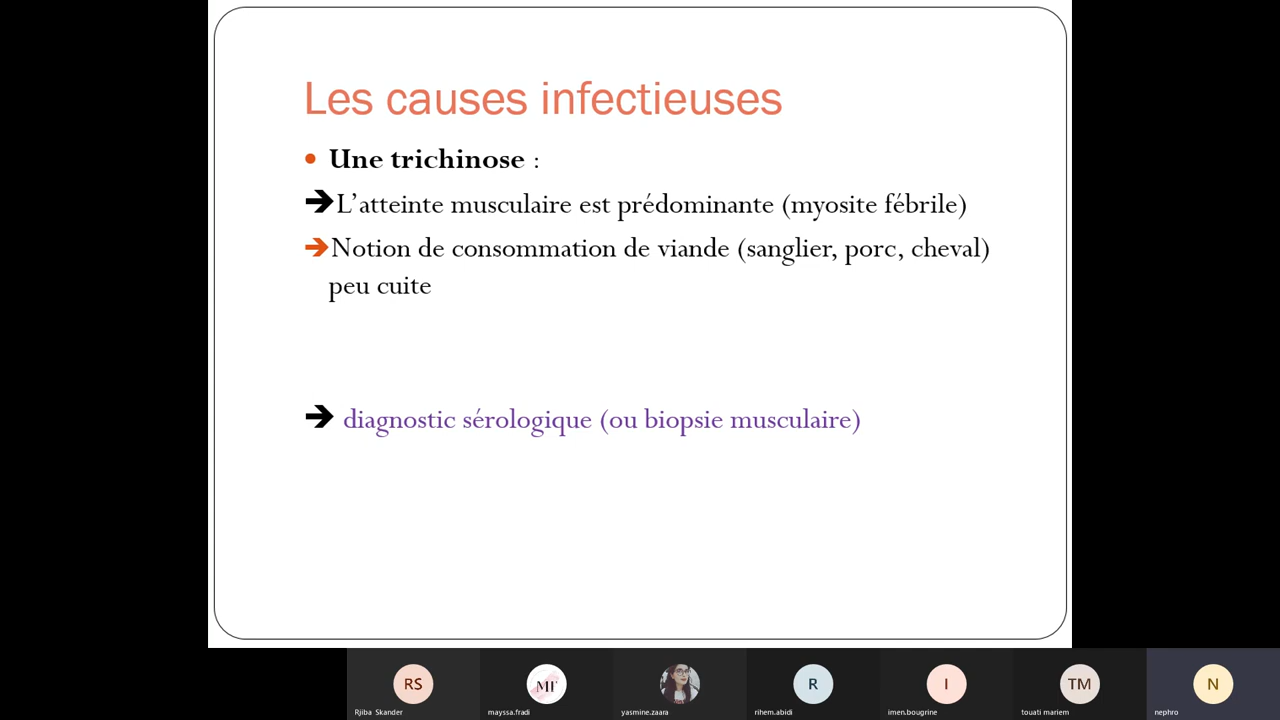 Les causes infectieuses
• Une trichinose :
➔L’atteinte musculaire est prédominante (myosite fébrile)
➔Notion de consommation de viande (sanglier, porc, cheval)
peu cuite
➔ diagnostic sérologique (ou biopsie musculaire)
RS MF R I TM N
Rjiba Skander mayssa.fradi yasmine.zaara rihem.abidi imen.bougrine touati mariem nephro